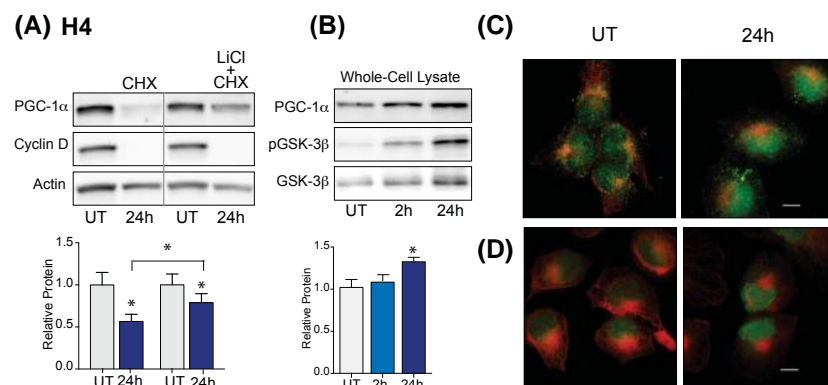 (A) H4
CHX
LiCl
+
CHX
PGC-1α
Cyclin D
Actin
UT 24h UT 24h
Relative Protein
1.5
1.0
0.5
0.0
*
* *
UT 24h UT 24h
(B)
Whole-Cell Lysate
PGC-1α
pGSK-3β
GSK-3β
UT 2h 24h
Relative Protein
1.5
1.0
0.5
*
UT 2h 24h
(C)
UT 24h
(D)